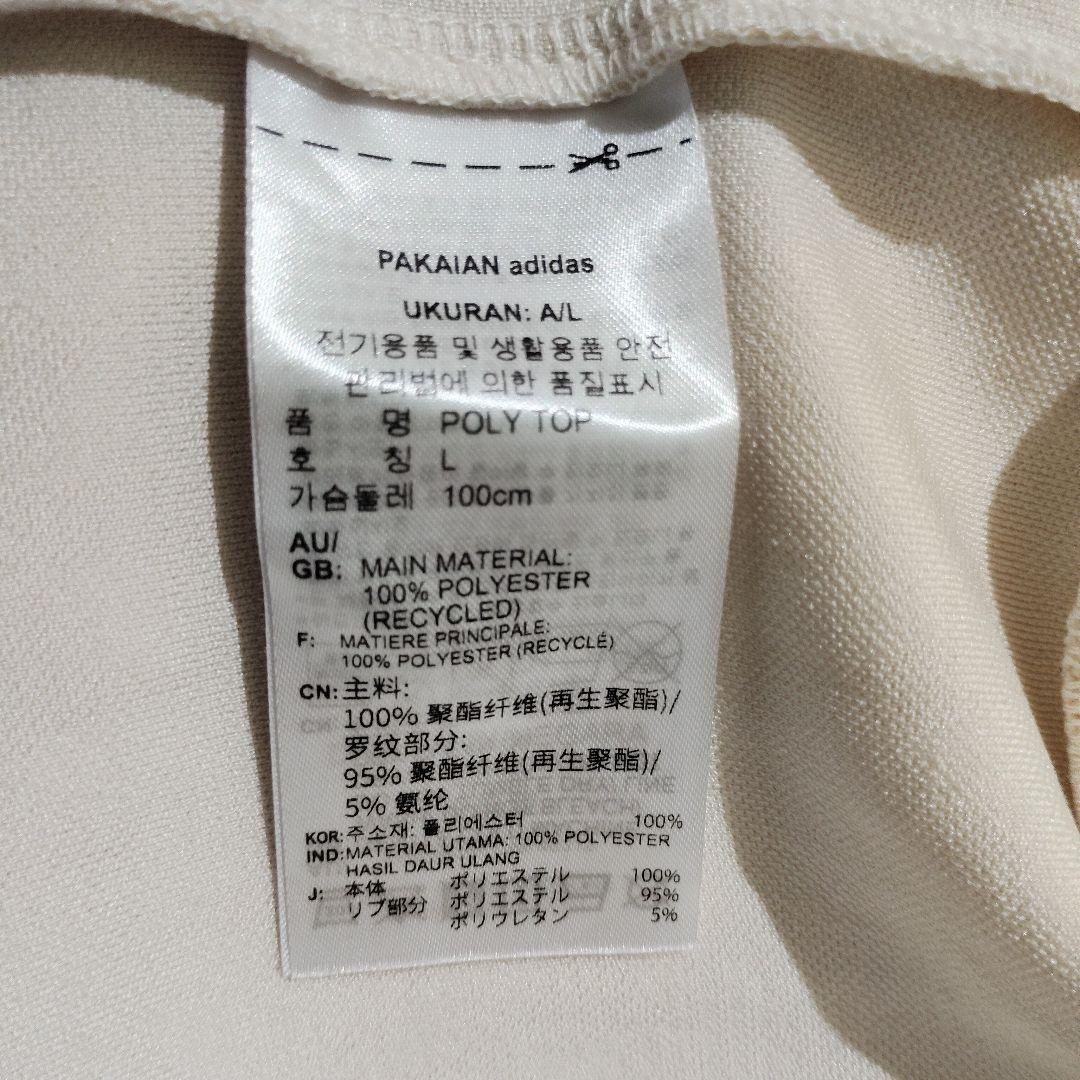 PAKAIAN adidas
UKURAN: A/L
전기용품 및 생활용품 안전
관리법에 의한 품질표시
품 명 POLY TOP
호 칭 L
가슴둘레 100cm
AU/
GB: MAIN MATERIAL:
100% POLYESTER
(RECYCLED)
F: MATIERE PRINCIPALE:
100% POLYESTER (RECYCLÉ)
CN: 主料:
100% 聚酯纤维(再生聚酯)/
罗纹部分:
95% 聚酯纤维(再生聚酯)/
5% 氨纶
KOR: 주소재: 폴리에스터 100%
IND: MATERIAL UTAMA: 100% POLYESTER
HASIL DAUR ULANG
J: 本体 ポリエステル 100%
リブ部分 ポリエステル 95%
ポリウレタン 5%